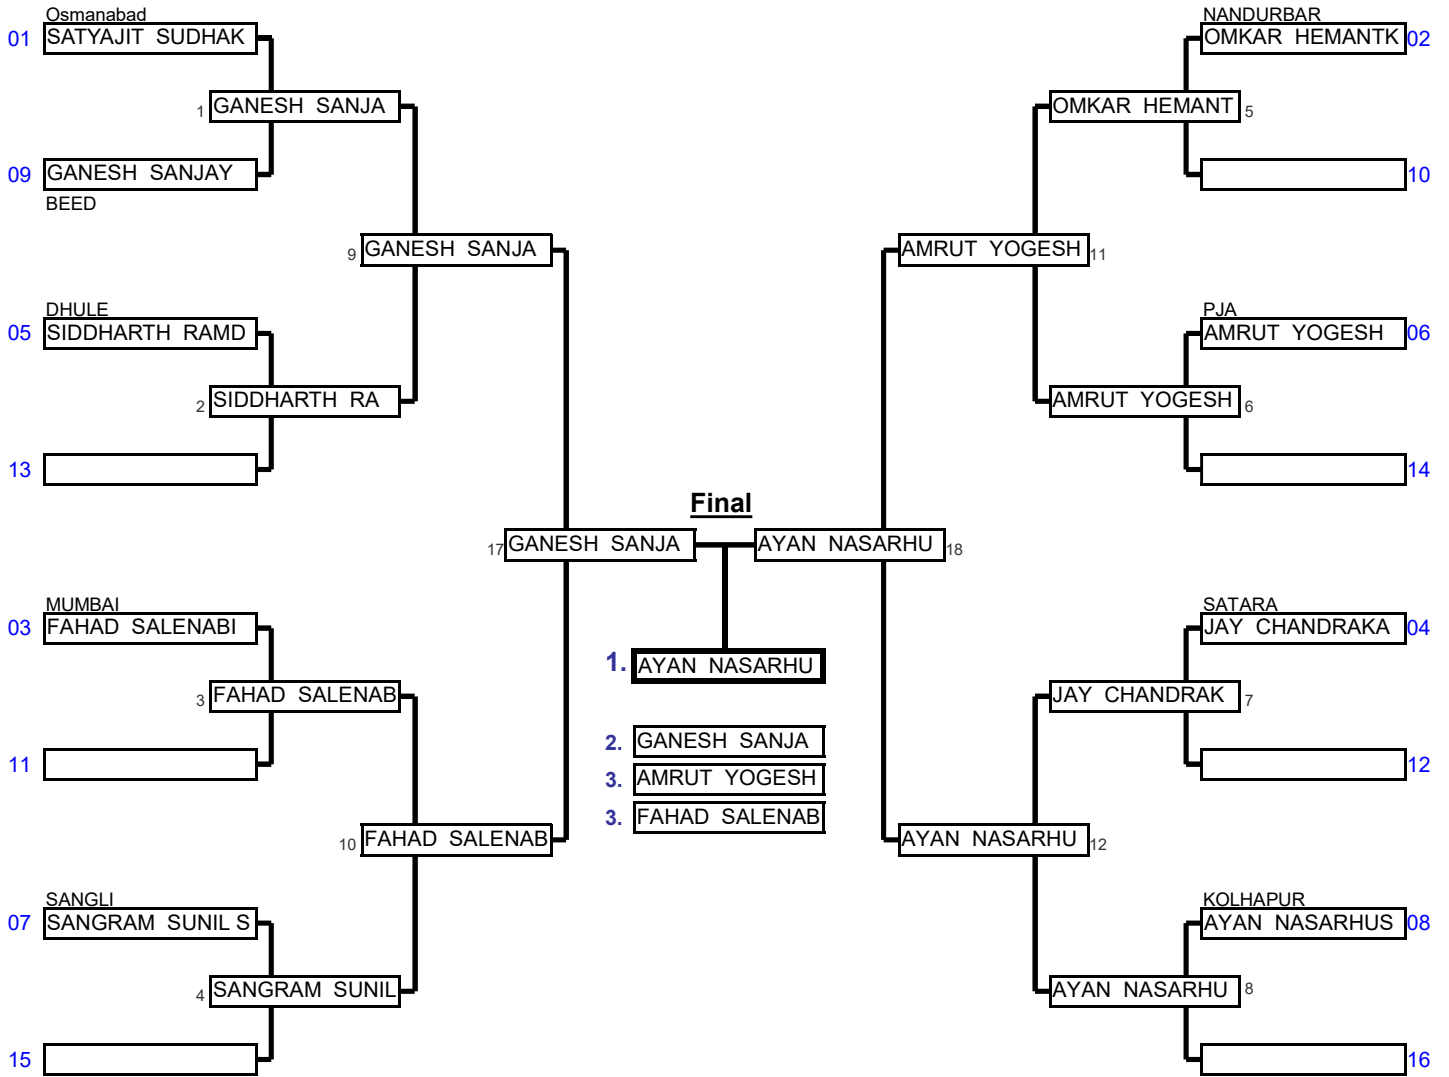 Osmanabad
01 SATYAJIT SUDHAK
1 GANESH SANJA
09 GANESH SANJAY
BEED
9 GANESH SANJA
DHULE
05 SIDDHARTH RAMD
2 SIDDHARTH RA
13
17 GANESH SANJA
MUMBAI
03 FAHAD SALENABI
3 FAHAD SALENAB
11
10 FAHAD SALENAB
SANGLI
07 SANGRAM SUNIL S
4 SANGRAM SUNIL
15
Final
1. AYAN NASARHU
2. GANESH SANJA
3. AMRUT YOGESH
3. FAHAD SALENAB
NANDURBAR
OMKAR HEMANTK 02
OMKAR HEMANT 5
10
AMRUT YOGESH 11
PJA
AMRUT YOGESH 06
AMRUT YOGESH 6
14
AYAN NASARHU 18
SATARA
JAY CHANDRAKA 04
JAY CHANDRAK 7
12
AYAN NASARHU 12
KOLHAPUR
AYAN NASARHUS 08
AYAN NASARHU 8
16